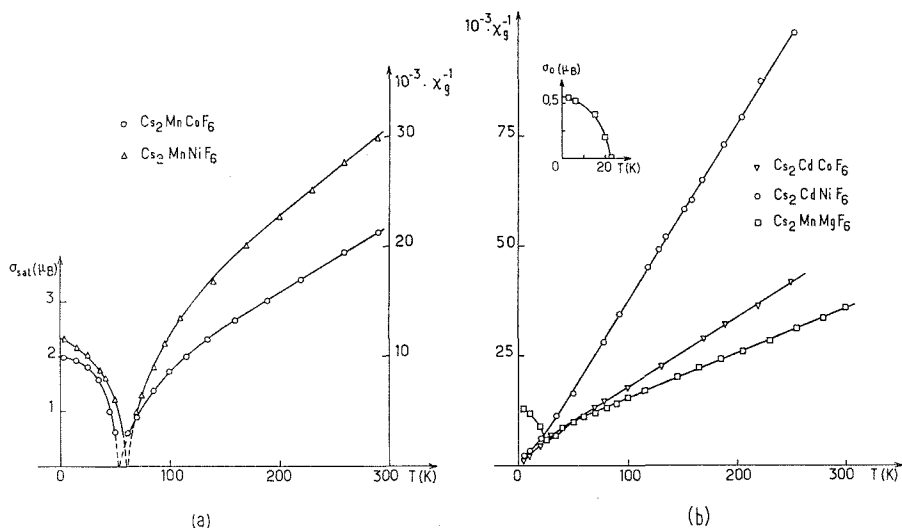 10⁻³ · χg⁻¹
○ Cs₂MnCoF₆
△ Cs₂MnNiF₆
30
20
10
σsat(μB)
3
2
1
0
0 100 200 300 T(K)
(a)
10⁻³ · χg⁻¹
75
50
25
0
σ₀(μB)
0,5
0
20 T(K)
▽ Cs₂CdCoF₆
○ Cs₂CdNiF₆
□ Cs₂MnMgF₆
0 100 200 300 T(K)
(b)